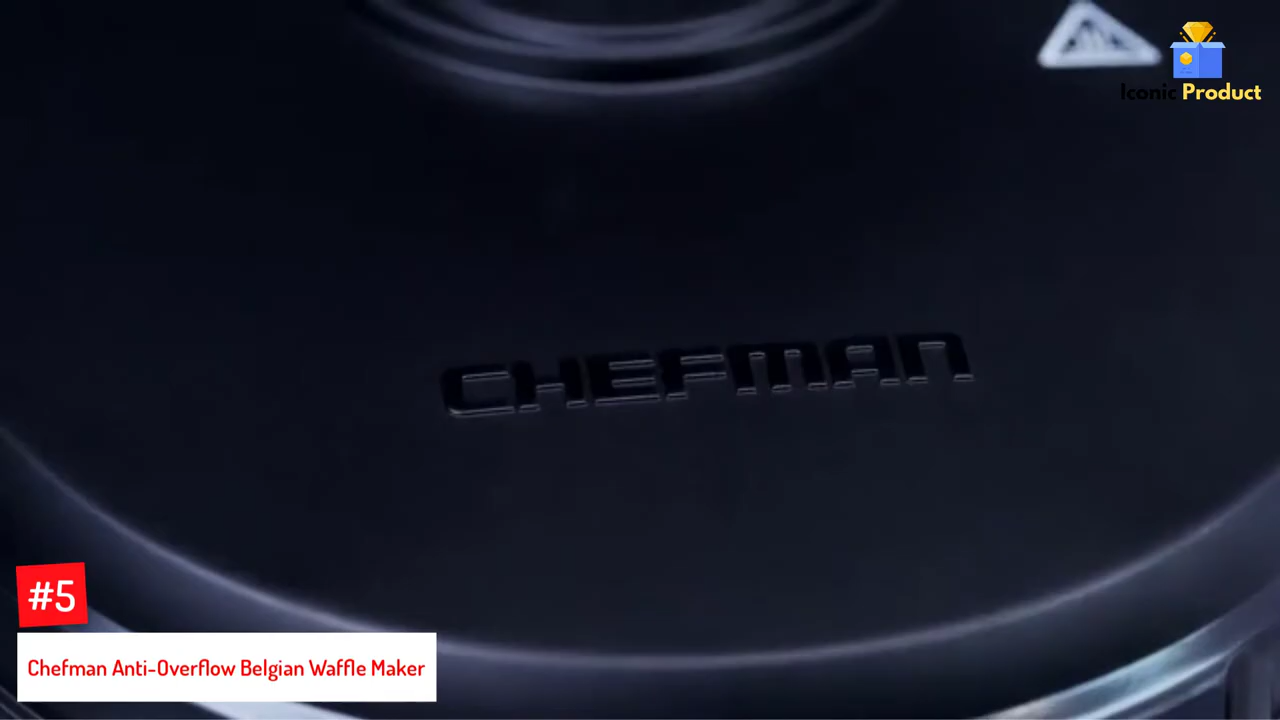 Iconic Product
CHEFMAN
#5
Chefman Anti-Overflow Belgian Waffle Maker